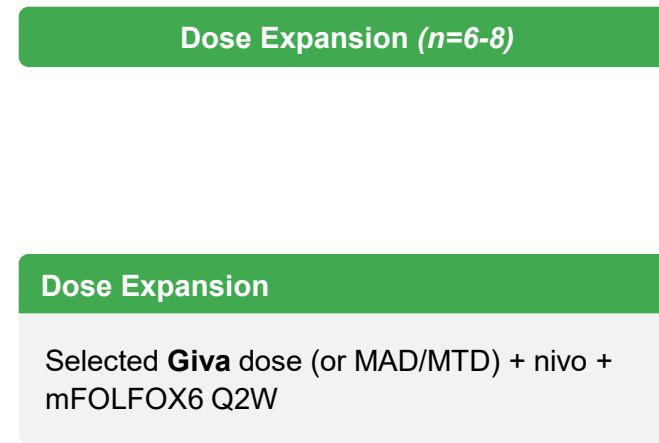 Dose Expansion (n=6-8)
Dose Expansion
Selected Giva dose (or MAD/MTD) + nivo +
mFOLFOX6 Q2W